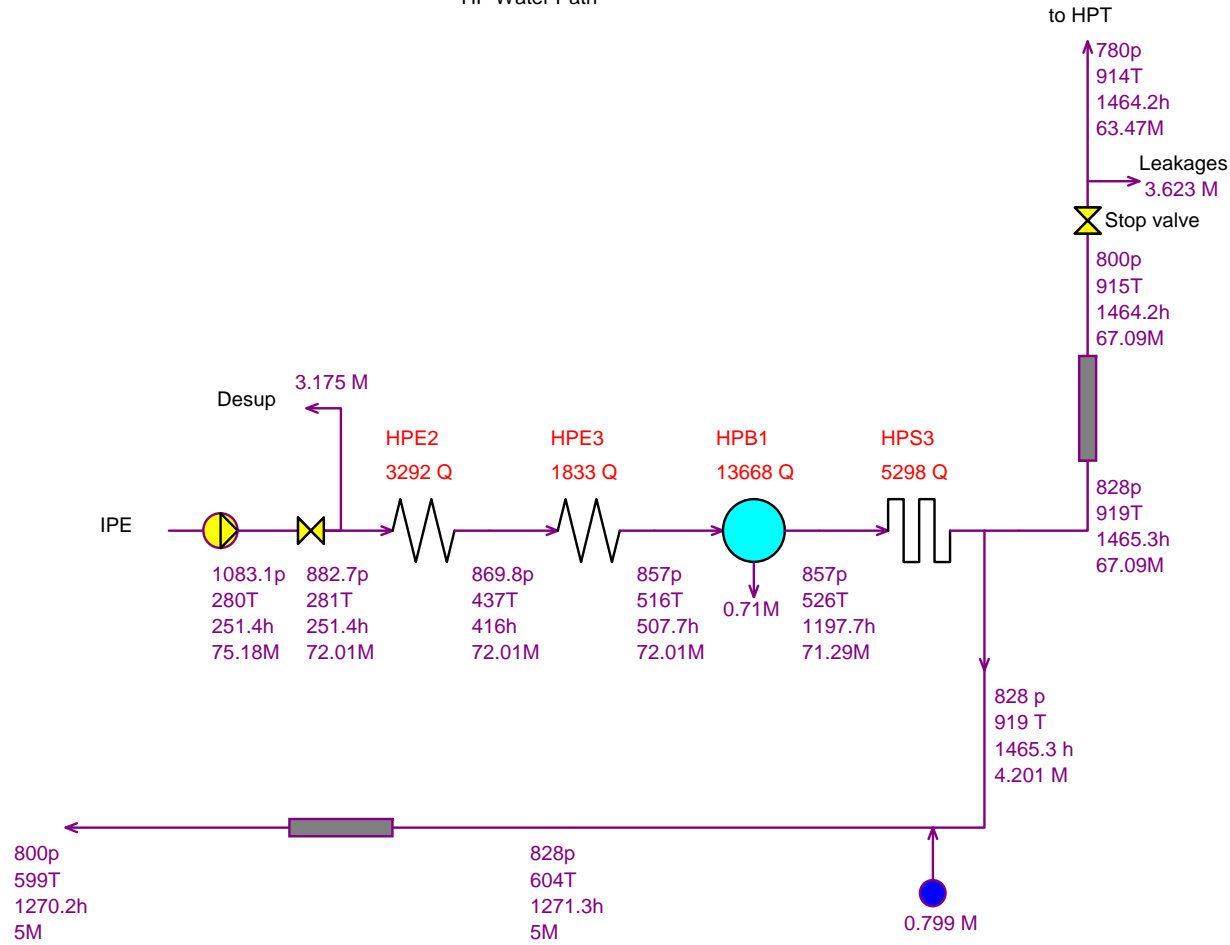 HP Water Path
to HPT
780p
914T
1464.2h
63.47M
Leakages
3.623 M
Stop valve
800p
915T
1464.2h
67.09M
Desup
3.175 M
HPE2
3292 Q
HPE3
1833 Q
HPB1
13668 Q
HPS3
5298 Q
828p
919T
1465.3h
67.09M
IPE
1083.1p
280T
251.4h
75.18M
882.7p
281T
251.4h
72.01M
869.8p
437T
416h
72.01M
857p
516T
507.7h
72.01M
0.71M
857p
526T
1197.7h
71.29M
828 p
919 T
1465.3 h
4.201 M
800p
599T
1270.2h
5M
828p
604T
1271.3h
5M
0.799 M